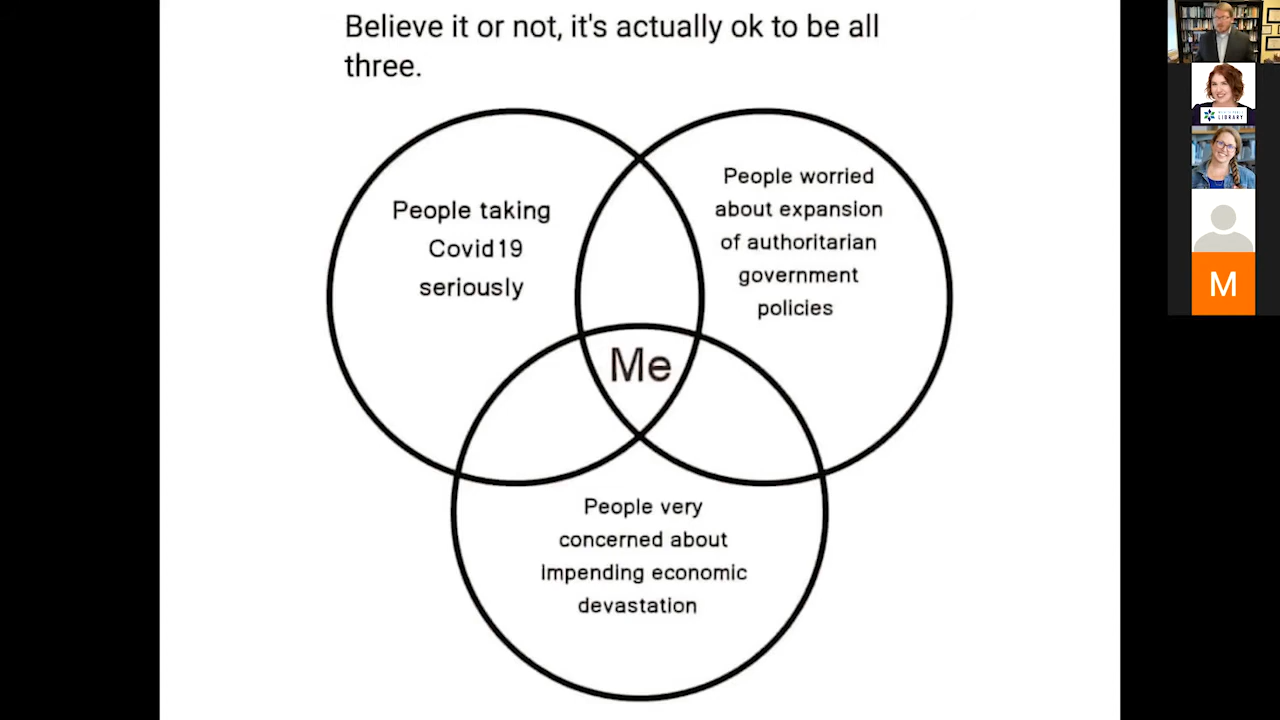 Believe it or not, it's actually ok to be all
three.
People taking
Covid19
seriously
People worried
about expansion
of authoritarian
government
policies
Me
People very
concerned about
impending economic
devastation
LIBRARY
M